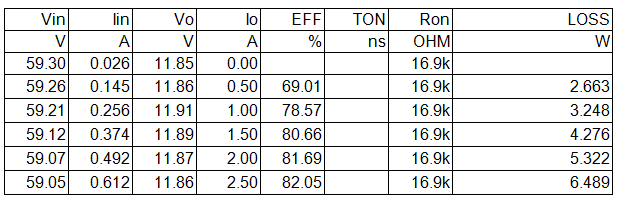 Vin Iin Vo Io EFF TON Ron LOSS
V A V A % ns OHM W
59.30 0.026 11.85 0.00 16.9k
59.26 0.145 11.86 0.50 69.01 16.9k 2.663
59.21 0.256 11.91 1.00 78.57 16.9k 3.248
59.12 0.374 11.89 1.50 80.66 16.9k 4.276
59.07 0.492 11.87 2.00 81.69 16.9k 5.322
59.05 0.612 11.86 2.50 82.05 16.9k 6.489